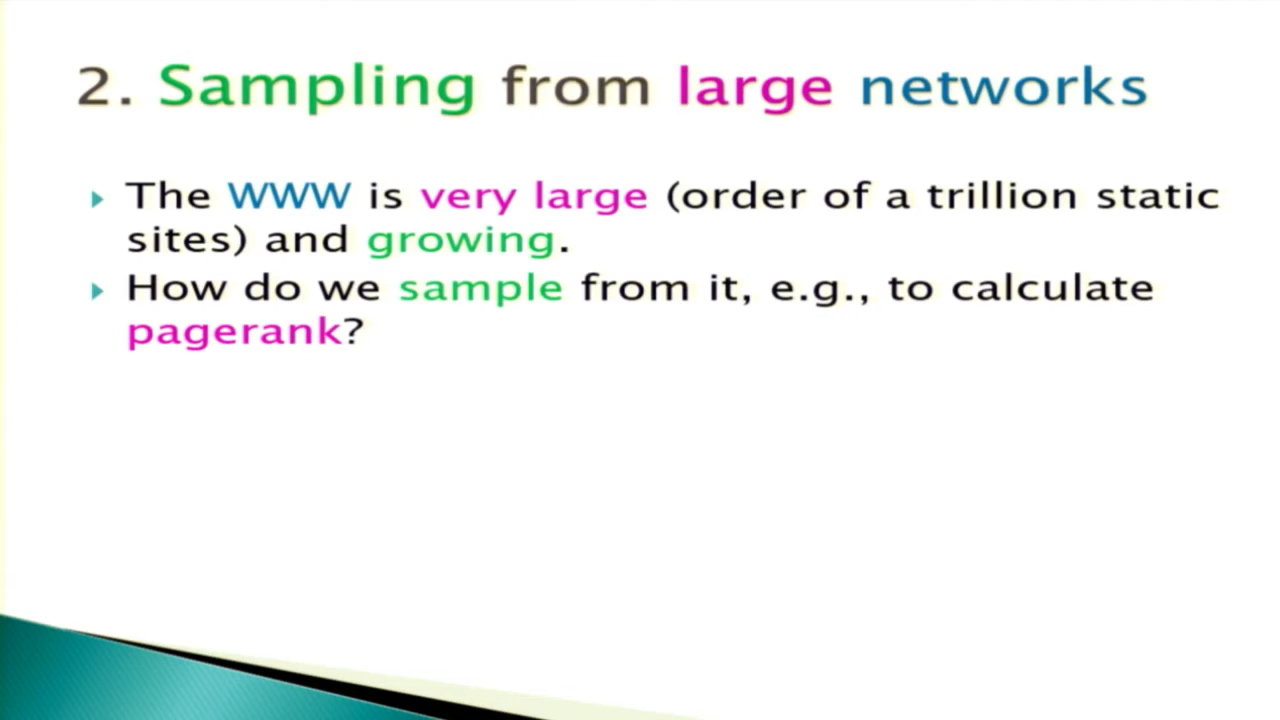 2. Sampling from large networks
The WWW is very large (order of a trillion static
sites) and growing.
How do we sample from it, e.g., to calculate
pagerank?